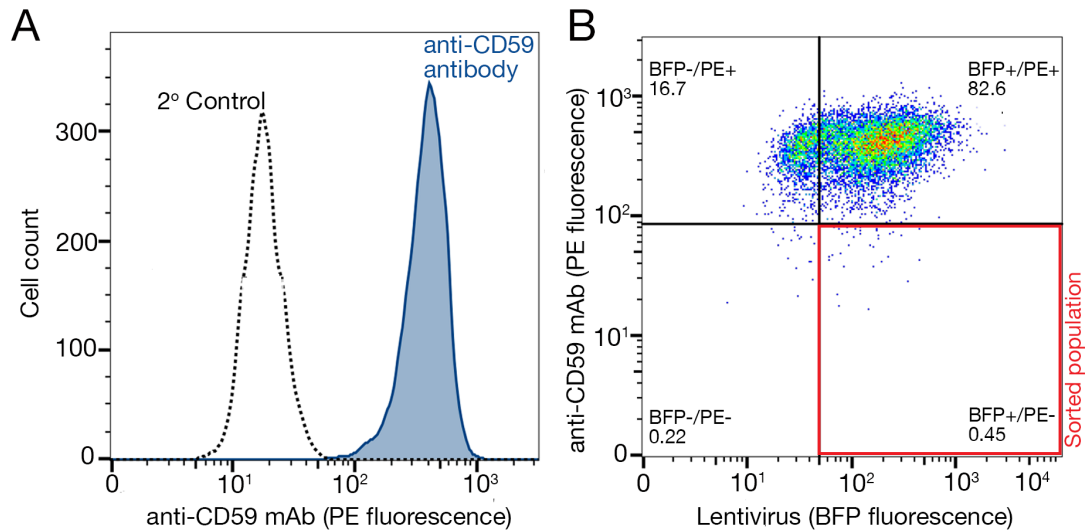 A
anti-CD59
antibody
2° Control
300
200
100
0
Cell count
0
10¹
10²
10³
anti-CD59 mAb (PE fluorescence)
B
BFP-/PE+
16.7
BFP+/PE+
82.6
10³
10²
10¹
0
anti-CD59 mAb (PE fluorescence)
BFP-/PE-
0.22
BFP+/PE-
0.45
Sorted population
0
10¹
10²
10³
10⁴
Lentivirus (BFP fluorescence)